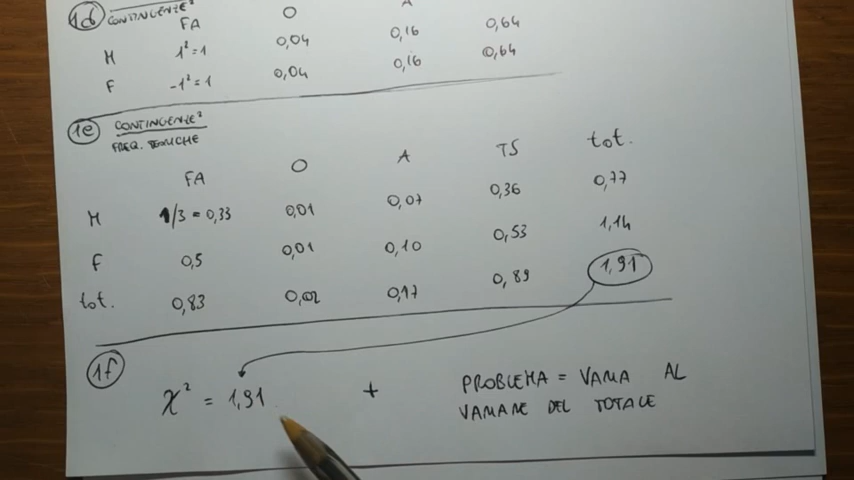 1d CONTINGENZE²
FA O A
M 1²=1 0,04 0,16 0,64
F -1²=1 0,04 0,16 0,64
1e CONTINGENZE²
FREQ. TEORICHE
FA O A TS tot.
M 1/3 = 0,33 0,01 0,07 0,36 0,77
F 0,5 0,01 0,10 0,53 1,14
tot. 0,83 0,02 0,17 0,89 1,91
1f
χ² = 1,91 + PROBLEMA = VARIA AL
VARIARE DEL TOTALE